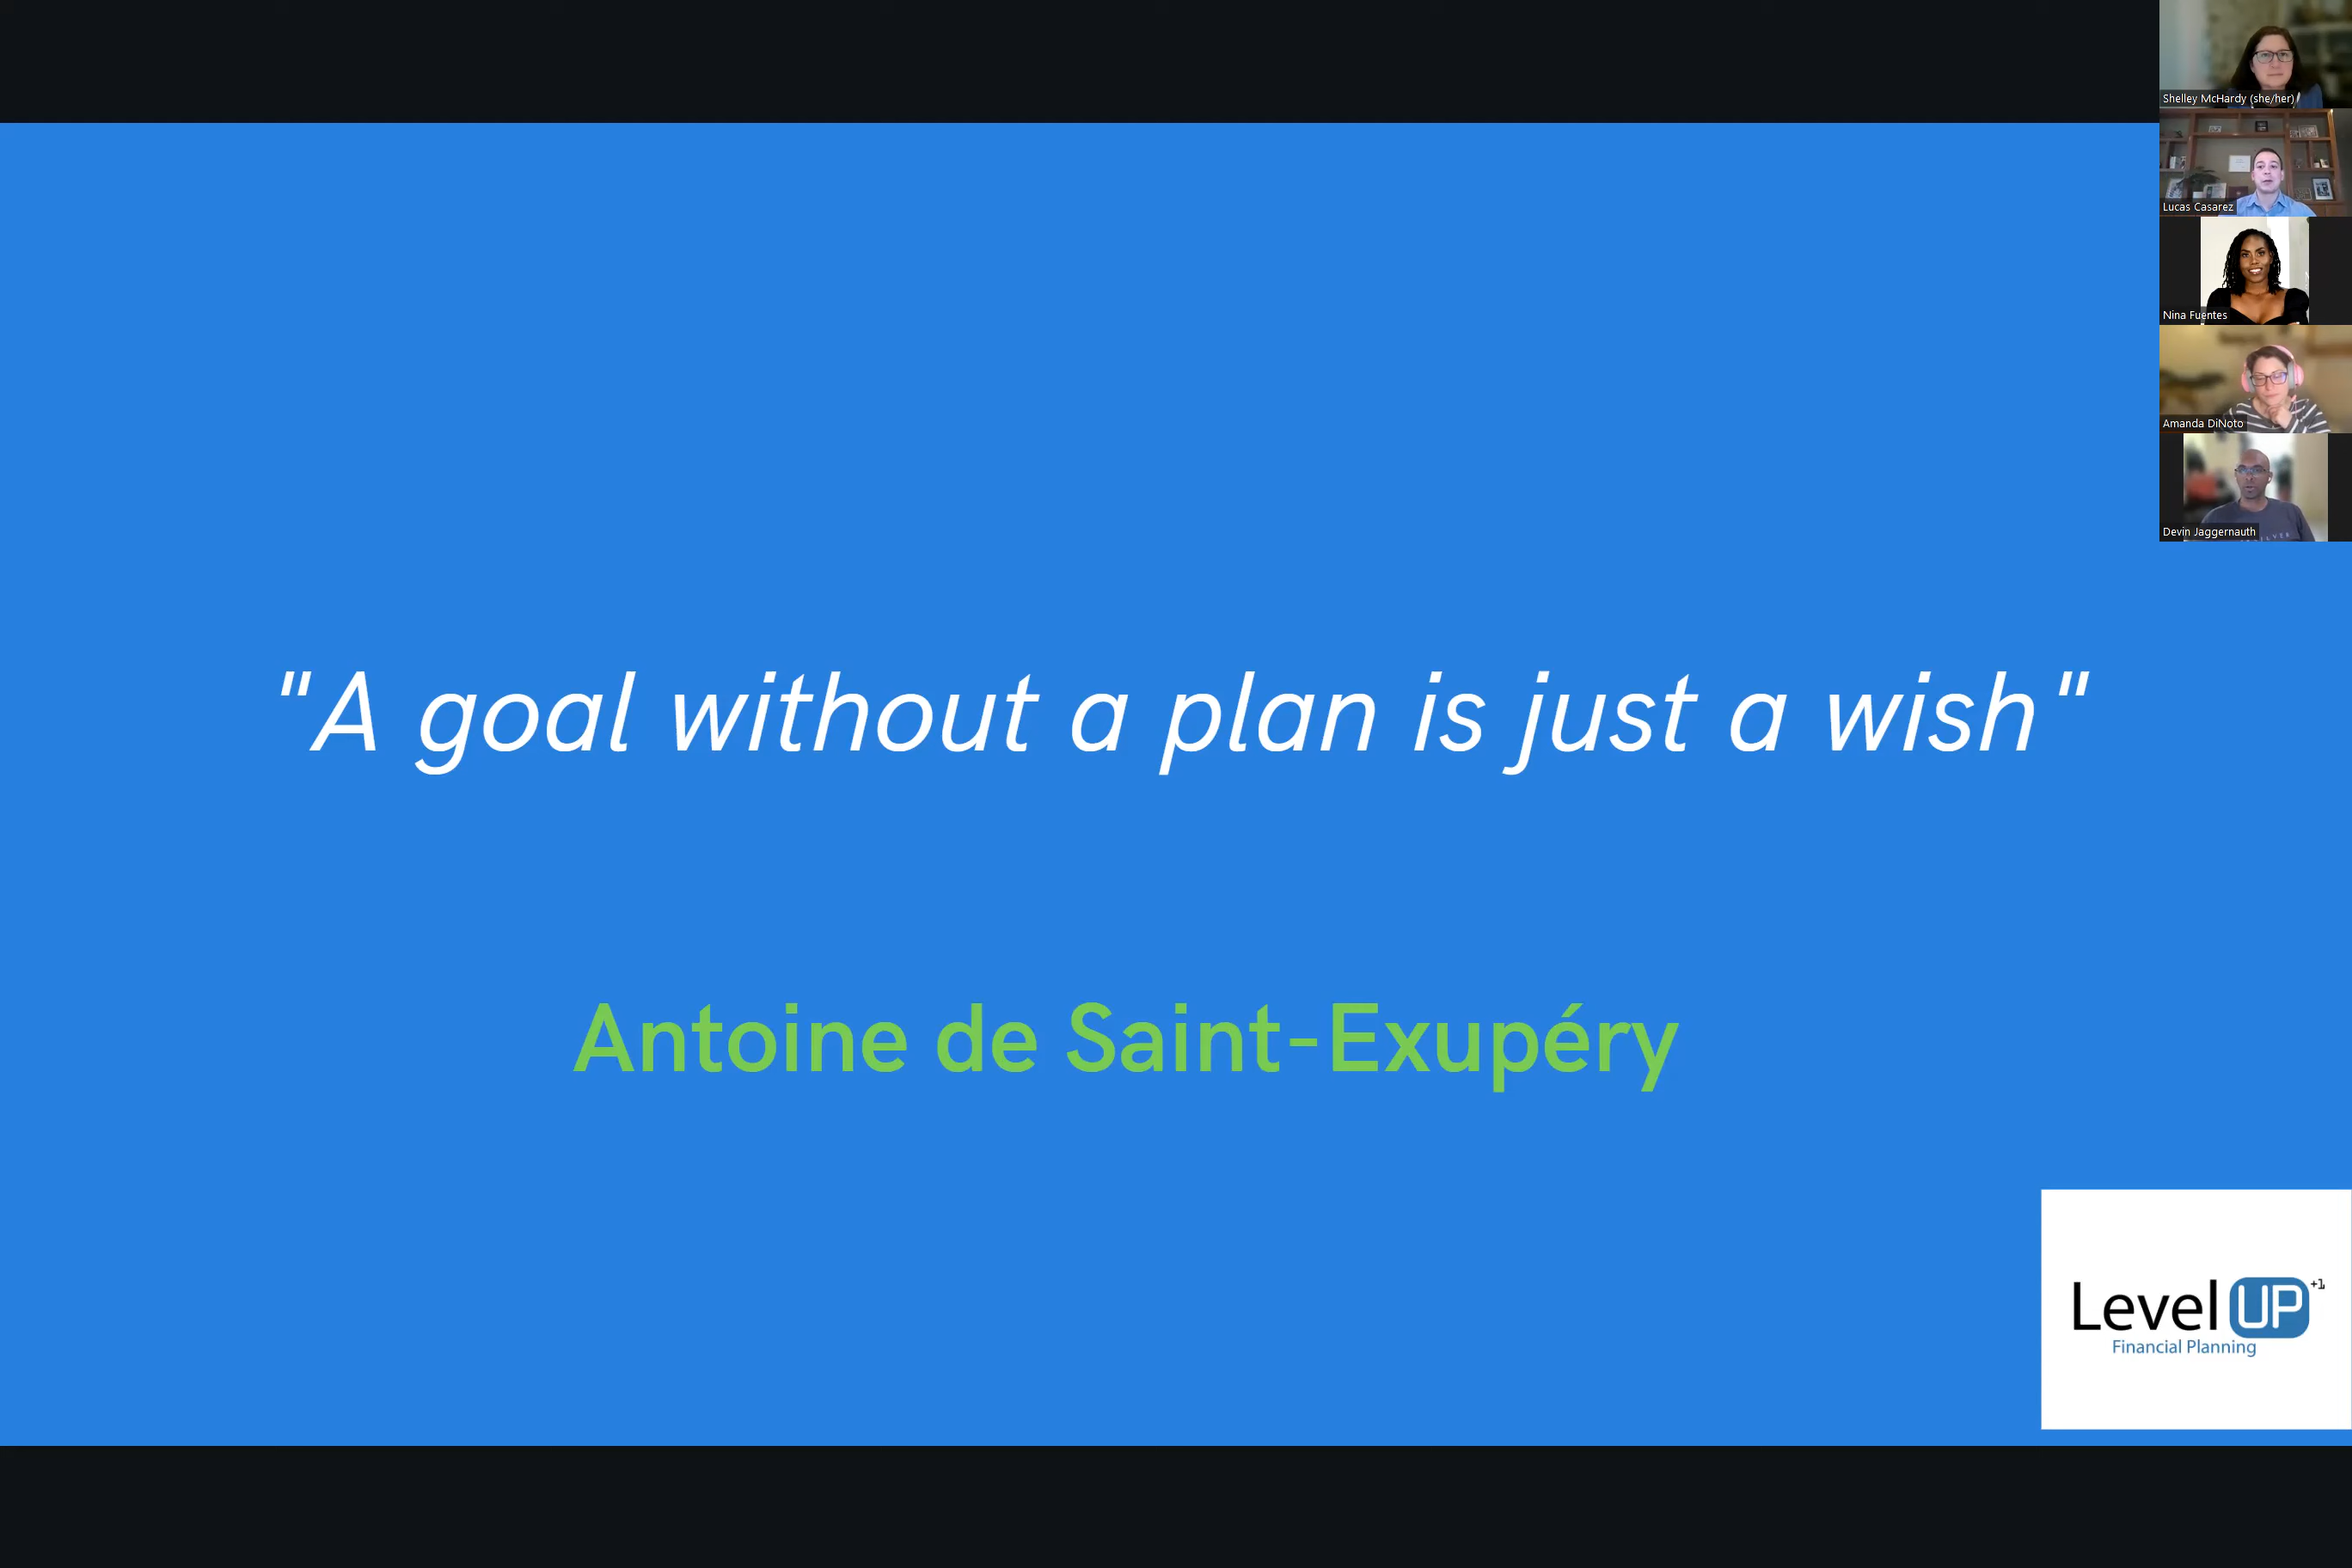 Shelley McHardy (she/her)
Lucas Casarez
Nina Fuentes
Amanda DiNoto
Devin Jaggernauth
"A goal without a plan is just a wish"
Antoine de Saint-Exupéry
Level UP +1
Financial Planning